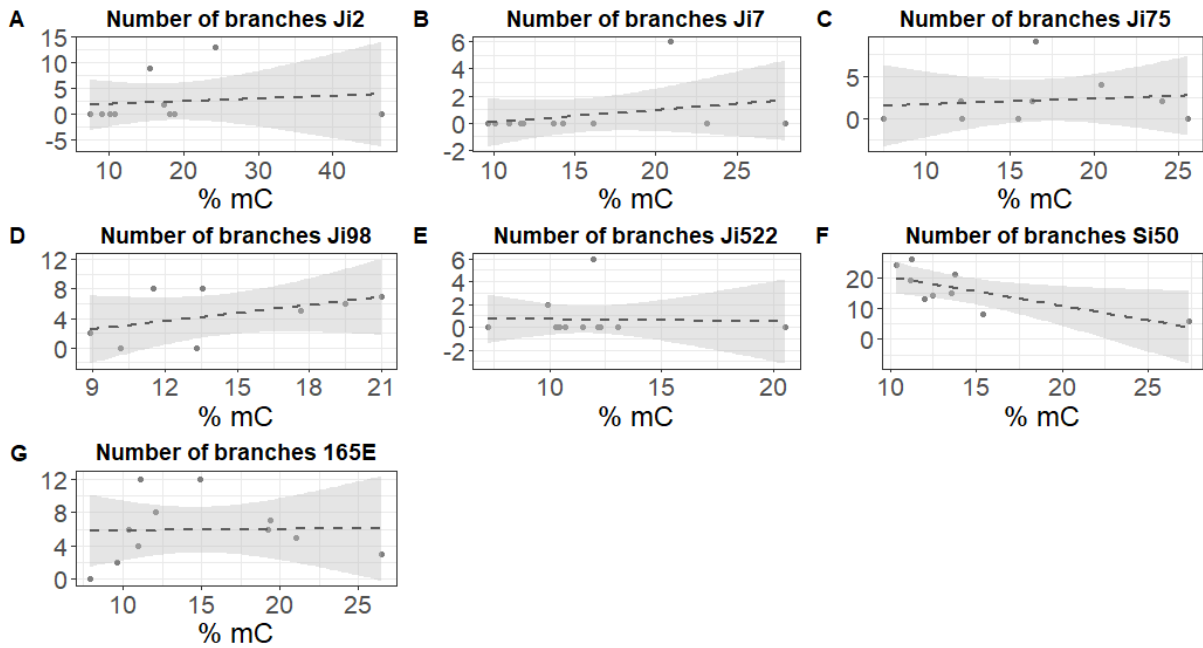 A Number of branches Ji2
15
10
5
0
-5
10 20 30 40
% mC
B Number of branches Ji7
6
4
2
0
-2
10 15 20 25
% mC
C Number of branches Ji75
5
0
10 15 20 25
% mC
D Number of branches Ji98
12
8
4
0
9 12 15 18 21
% mC
E Number of branches Ji522
6
4
2
0
-2
10 15 20
% mC
F Number of branches Si50
20
10
0
10 15 20 25
% mC
G Number of branches 165E
12
8
4
0
10 15 20 25
% mC